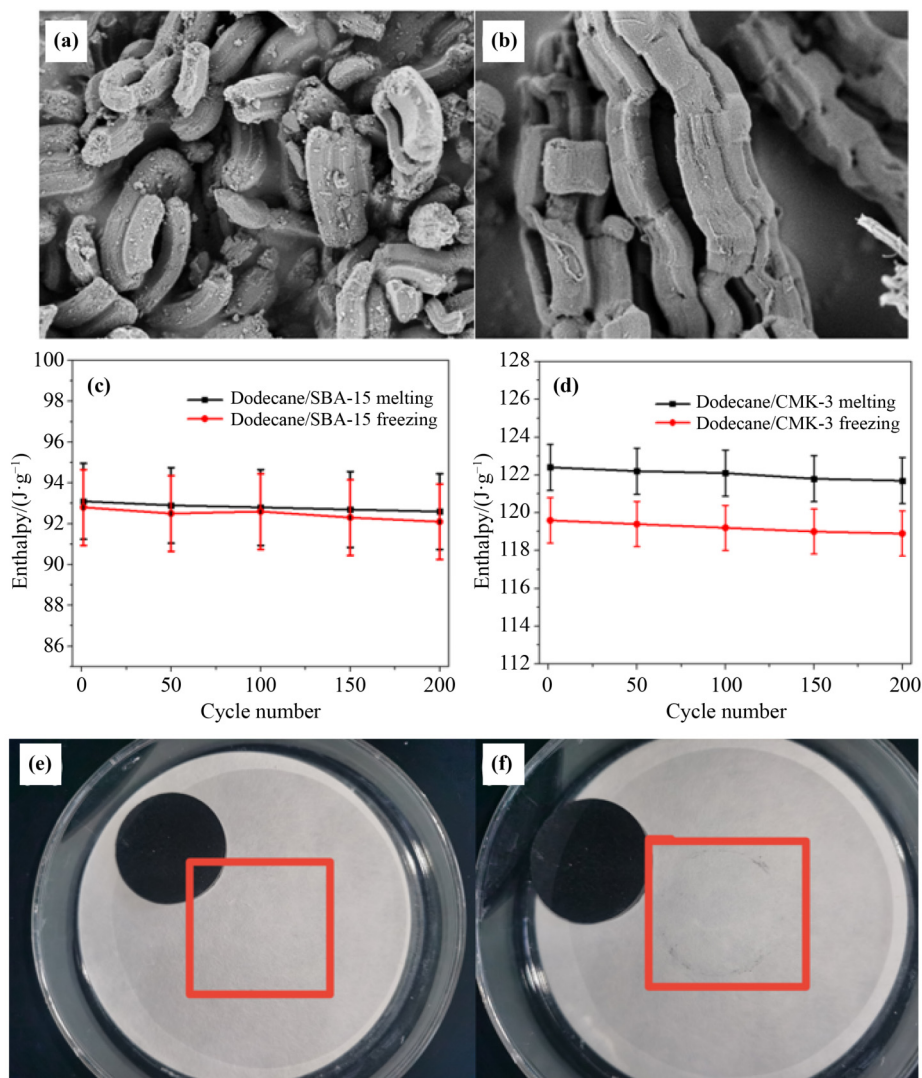 (a)
(b)
(c)
Dodecane/SBA-15 melting
Dodecane/SBA-15 freezing
Enthalpy/(J·g⁻¹)
100
98
96
94
92
90
88
86
0
50
100
150
200
Cycle number
(d)
Dodecane/CMK-3 melting
Dodecane/CMK-3 freezing
Enthalpy/(J·g⁻¹)
128
126
124
122
120
118
116
114
112
0
50
100
150
200
Cycle number
(e)
(f)